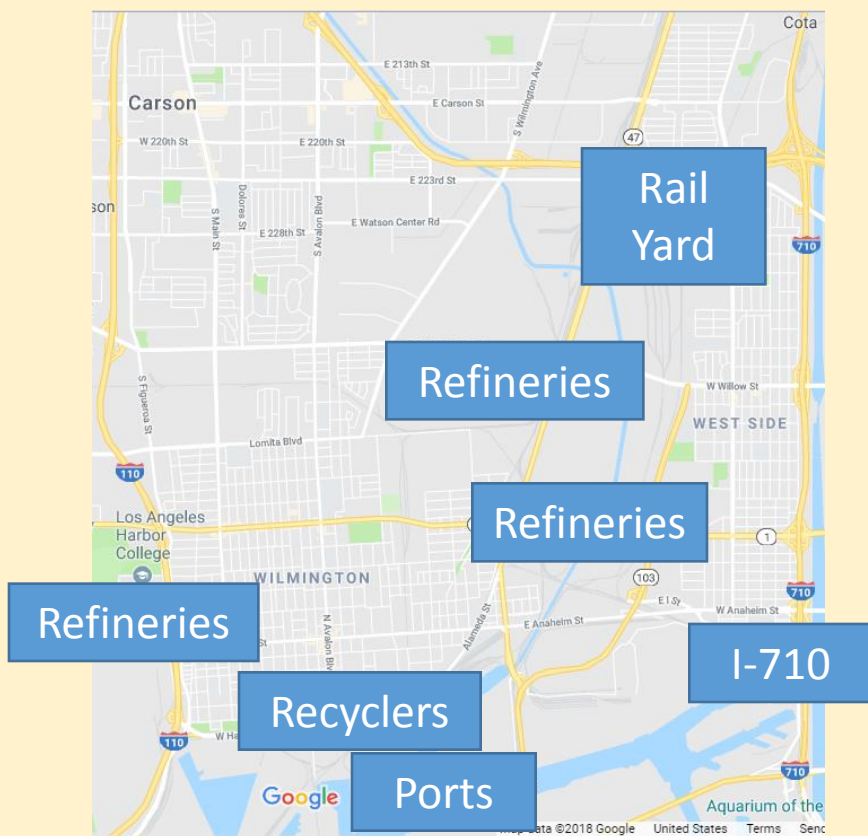 Cota
E 213th St
Carson
E Carson St
S Wilmington Ave
W 220th St
E 220th St
47
Rail
Yard
E 223rd St
son
Dolores St
S Main St
S Avalon Blvd
E Watson Center Rd
E 228th St
710
Refineries
W Willow St
S Figueroa St
WEST SIDE
Lomita Blvd
110
Los Angeles
Harbor
College
Refineries
1
WILMINGTON
103
710
Refineries
E I St
W Anaheim St
N Avalon Blv
St
Alameda St
E Anaheim St
I-710
Recyclers
110
W Ha
710
Ports
Google
Aquarium of the
data ©2018 Google
United States
Terms
Send